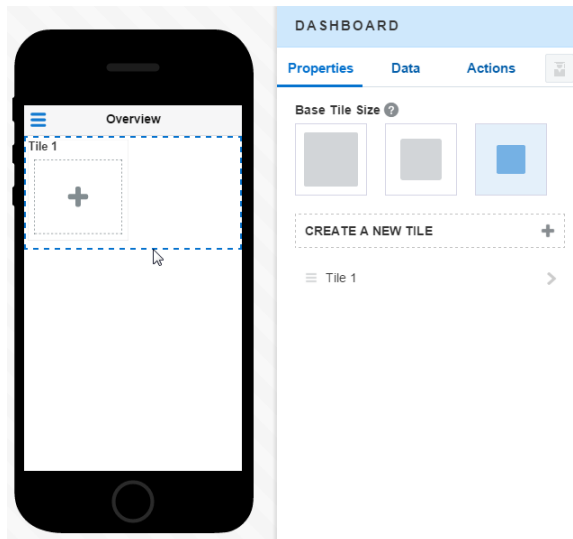 Overview
Tile 1
DASHBOARD
Properties Data Actions
Base Tile Size ?
CREATE A NEW TILE
Tile 1